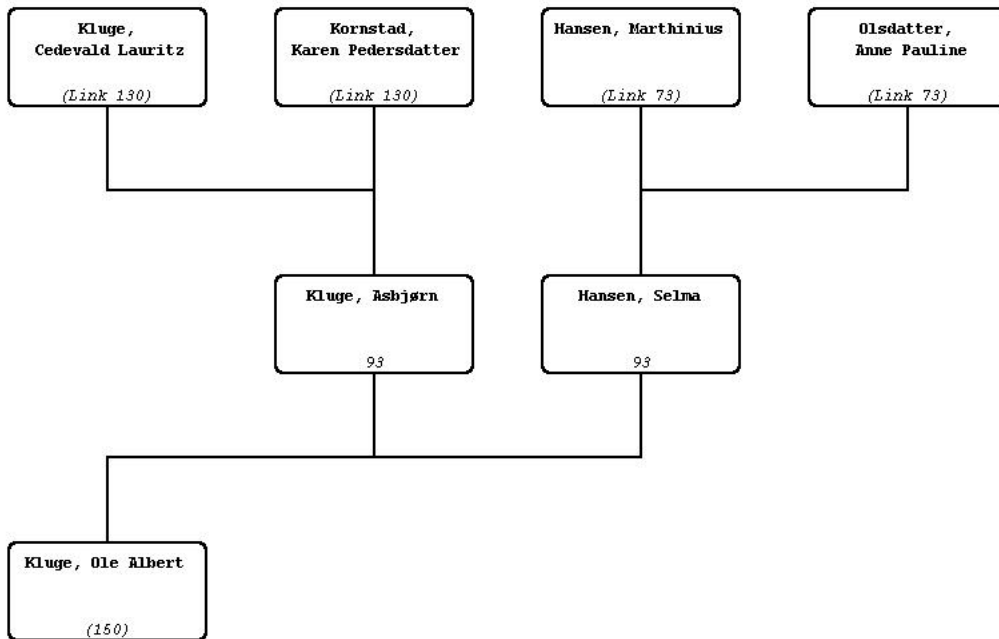 Kluge,
Cedevald Lauritz
(Link 130)
Kornstad,
Karen Pedersdatter
(Link 130)
Hansen, Marthinius
(Link 73)
Olsdatter,
Anne Pauline
(Link 73)
Kluge, Asbjørn
93
Hansen, Selma
93
Kluge, Ole Albert
(150)